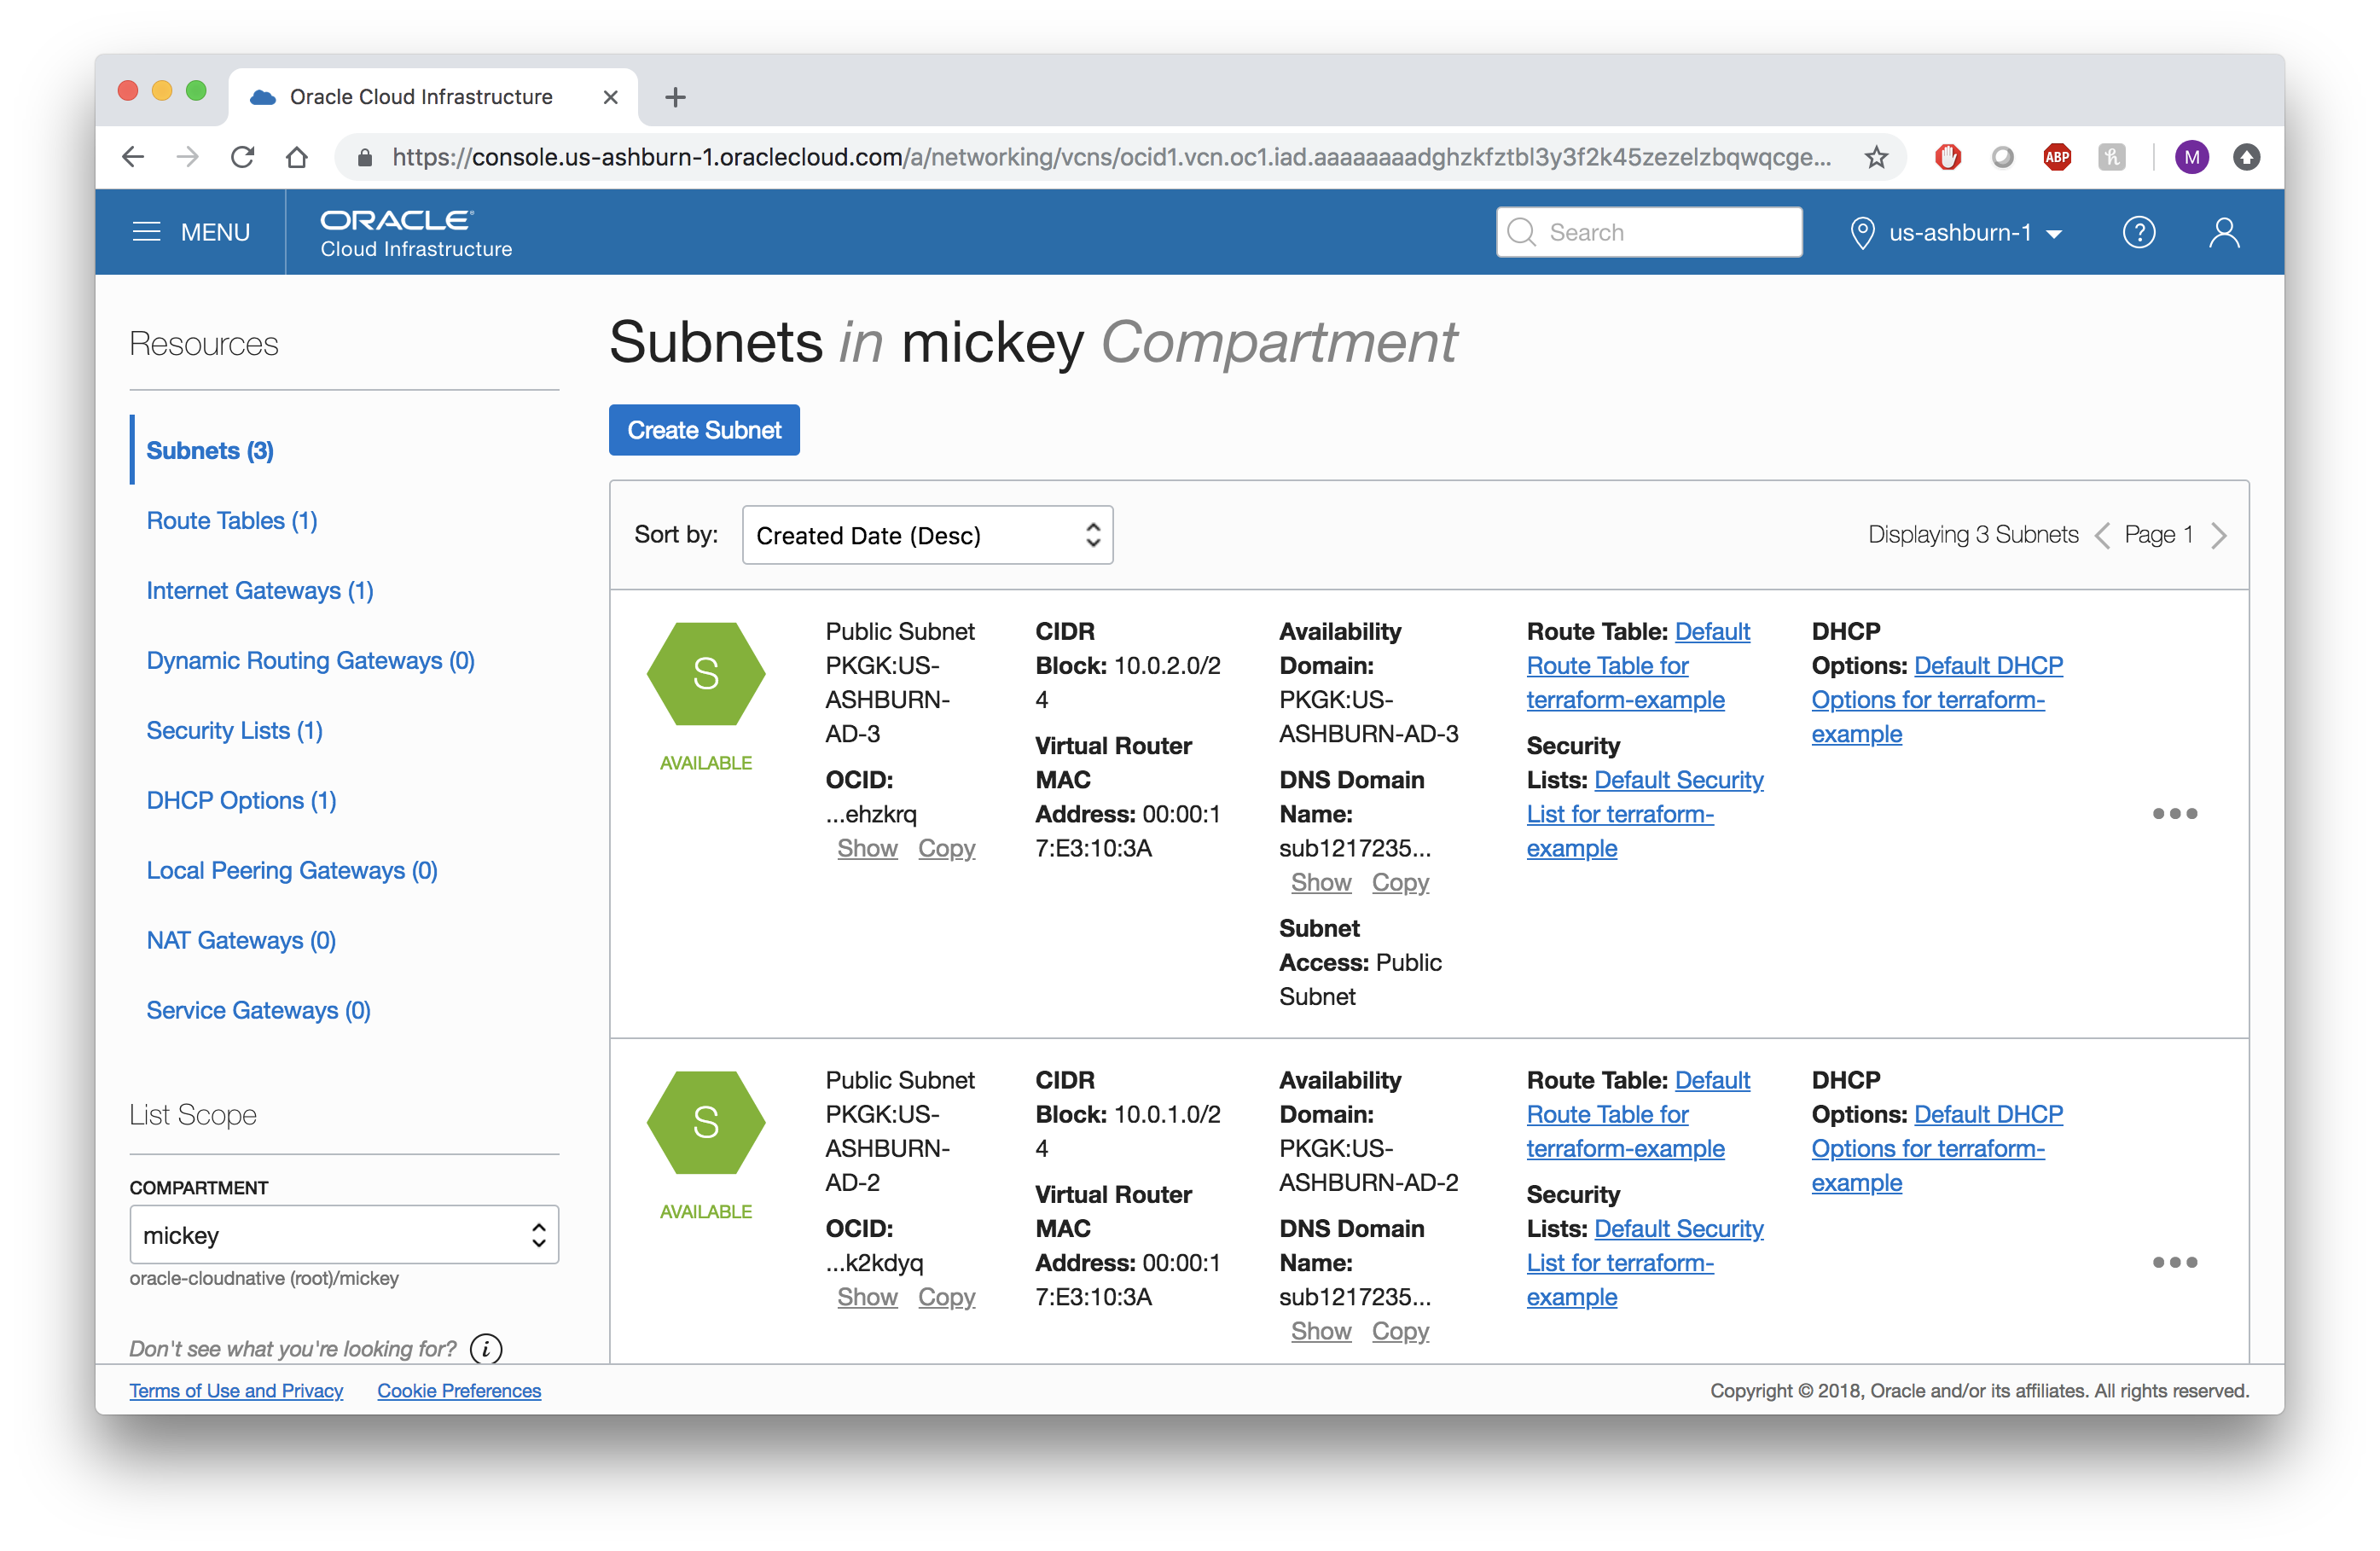 Oracle Cloud Infrastructure
https://console.us-ashburn-1.oraclecloud.com/a/networking/vcns/ocid1.vcn.oc1.iad.aaaaaaaadghzkfztbl3y3f2k45zezelzbqwqcge...
ABP
h
M
MENU
ORACLE
Cloud Infrastructure
Search
us-ashburn-1
?
Resources
Subnets (3)
Route Tables (1)
Internet Gateways (1)
Dynamic Routing Gateways (0)
Security Lists (1)
DHCP Options (1)
Local Peering Gateways (0)
NAT Gateways (0)
Service Gateways (0)
List Scope
COMPARTMENT
mickey
oracle-cloudnative (root)/mickey
Don't see what you're looking for? i
Subnets in mickey Compartment
Create Subnet
Sort by: Created Date (Desc)
Displaying 3 Subnets
Page 1
S
AVAILABLE
Public Subnet
PKGK:US-
ASHBURN-
AD-3
OCID:
...ehzkrq
Show Copy
CIDR
Block: 10.0.2.0/2
4
Virtual Router
MAC
Address: 00:00:1
7:E3:10:3A
Availability
Domain:
PKGK:US-
ASHBURN-AD-3
DNS Domain
Name:
sub1217235...
Show Copy
Subnet
Access: Public
Subnet
Route Table: Default
Route Table for
terraform-example
Security
Lists: Default Security
List for terraform-
example
DHCP
Options: Default DHCP
Options for terraform-
example
S
AVAILABLE
Public Subnet
PKGK:US-
ASHBURN-
AD-2
OCID:
...k2kdyq
Show Copy
CIDR
Block: 10.0.1.0/2
4
Virtual Router
MAC
Address: 00:00:1
7:E3:10:3A
Availability
Domain:
PKGK:US-
ASHBURN-AD-2
DNS Domain
Name:
sub1217235...
Show Copy
Route Table: Default
Route Table for
terraform-example
Security
Lists: Default Security
List for terraform-
example
DHCP
Options: Default DHCP
Options for terraform-
example
Terms of Use and Privacy
Cookie Preferences
Copyright © 2018, Oracle and/or its affiliates. All rights reserved.